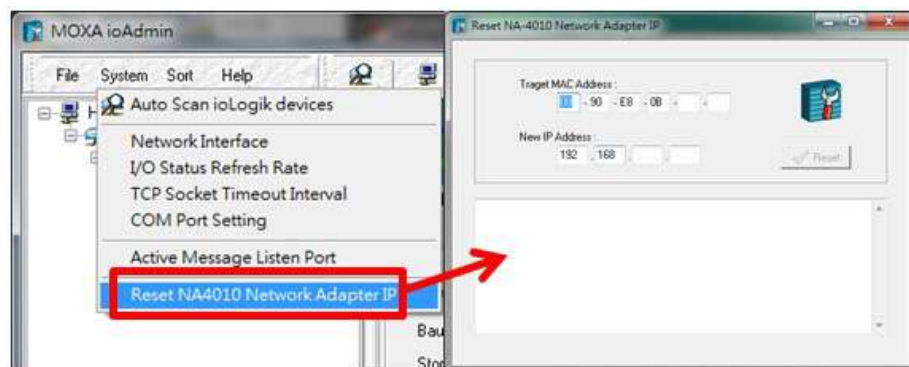 MOXA ioAdmin
File System Sort Help
Auto Scan ioLogik devices
Network Interface
I/O Status Refresh Rate
TCP Socket Timeout Interval
COM Port Setting
Active Message Listen Port
Reset NA4010 Network Adapter IP
Reset NA-4010 Network Adapter IP
Traget MAC Address :
00 - 90 - E8 - 0B - -
New IP Address :
192 . 168 . .
Reset